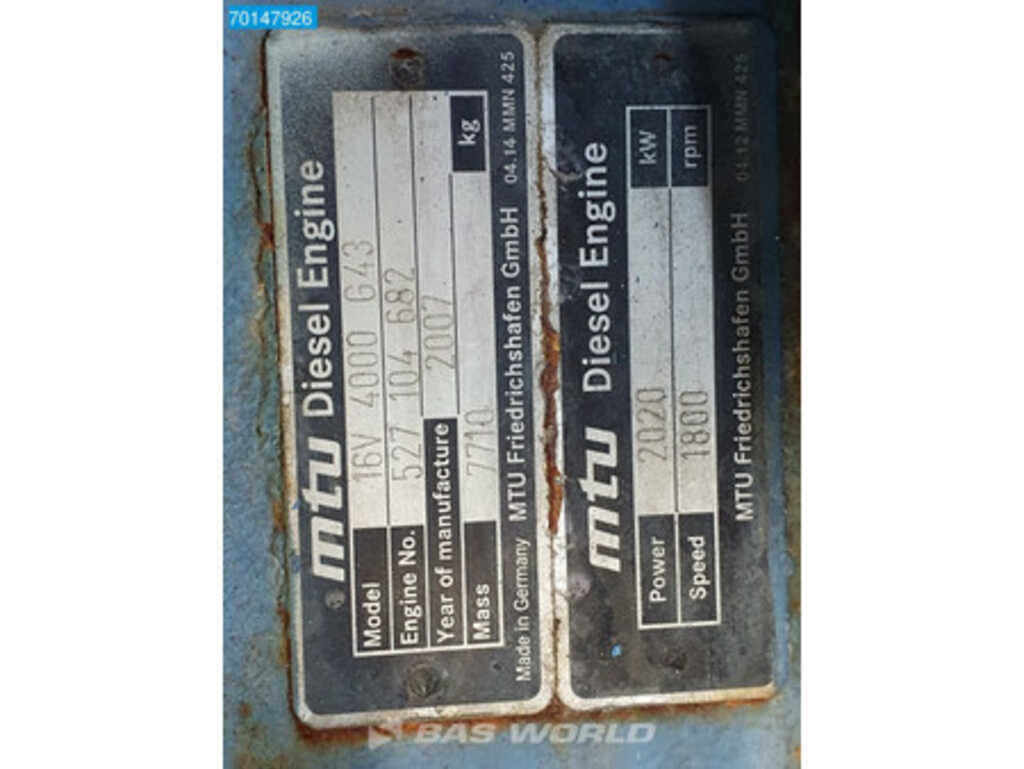 70147926
mtu Diesel Engine
Model 16V 4000 G43
Engine No. 527 104 682
Year of manufacture 2007
Mass 7710 kg
Made in Germany MTU Friedrichshafen GmbH 04.14 MMN 425
mtu Diesel Engine
Power 2020 kW
Speed 1800 rpm
MTU Friedrichshafen GmbH 04.12 MMN 425
BAS WORLD